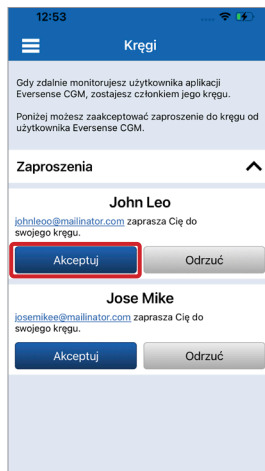 12:53
Kręgi
Gdy zdalnie monitorujesz użytkownika aplikacji
Eversense CGM, zostajesz członkiem jego kręgu.
Poniżej możesz zaakceptować zaproszenie do kręgu od
użytkownika Eversense CGM.
Zaproszenia
John Leo
johnleoo@mailinator.com zaprasza Cię do
swojego kręgu.
Akceptuj Odrzuć
Jose Mike
josemikee@mailinator.com zaprasza Cię do
swojego kręgu.
Akceptuj Odrzuć